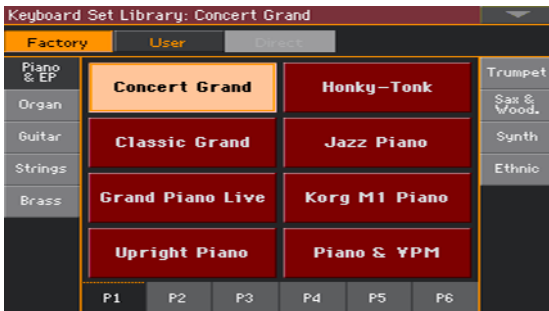 Keyboard Set Library: Concert Grand
Factory User Direct
Piano
& EP
Organ
Guitar
Strings
Brass
Concert Grand Honky-Tonk
Classic Grand Jazz Piano
Grand Piano Live Korg M1 Piano
Upright Piano Piano & YPM
Trumpet
Sax &
Wood.
Synth
Ethnic
P1 P2 P3 P4 P5 P6